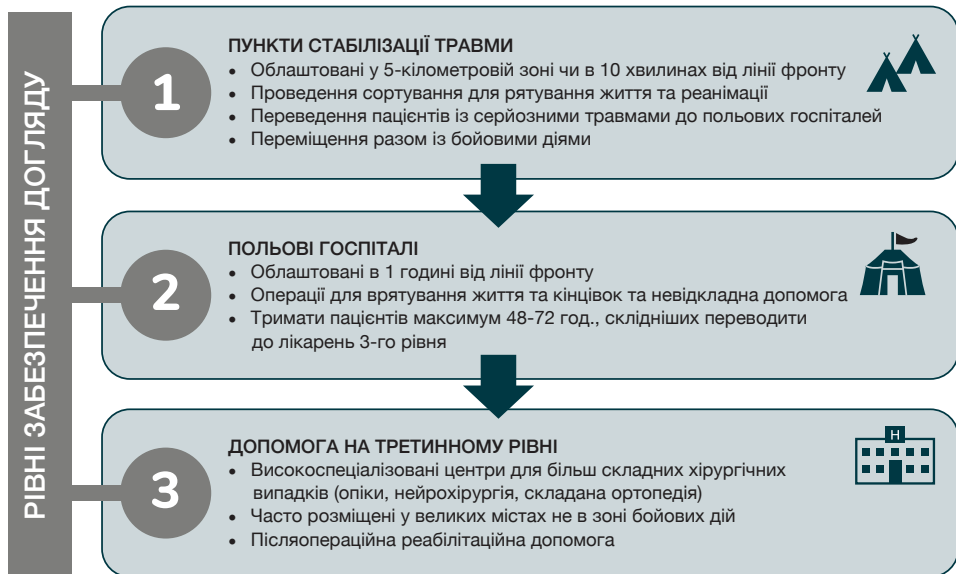 РІВНІ ЗАБЕЗПЕЧЕННЯ ДОГЛЯДУ
1
ПУНКТИ СТАБІЛІЗАЦІЇ ТРАВМИ
• Облаштовані у 5-кілометровій зоні чи в 10 хвилинах від лінії фронту
• Проведення сортування для рятування життя та реанімації
• Переведення пацієнтів із серйозними травмами до польових госпіталей
• Переміщення разом із бойовими діями
2
ПОЛЬОВІ ГОСПІТАЛІ
• Облаштовані в 1 годині від лінії фронту
• Операції для врятування життя та кінцівок та невідкладна допомога
• Тримати пацієнтів максимум 48-72 год., склідніших переводити
до лікарень 3-го рівня
3
ДОПОМОГА НА ТРЕТИННОМУ РІВНІ
• Високоспеціалізовані центри для більш складних хірургічних
випадків (опіки, нейрохірургія, складана ортопедія)
• Часто розміщені у великих містах не в зоні бойових дій
• Післяопераційна реабілітаційна допомога
H